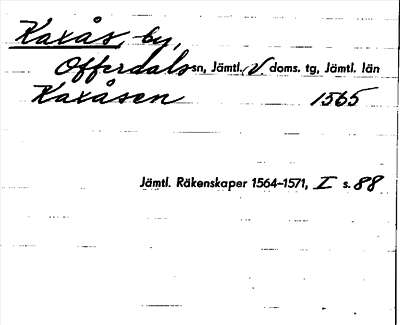 Kaxås, by,
Offerdals sn, Jämtl. V. doms. tg, Jämtl. län
Kaxåsen 1565
Jämtl. Räkenskaper 1564-1571, I s. 88